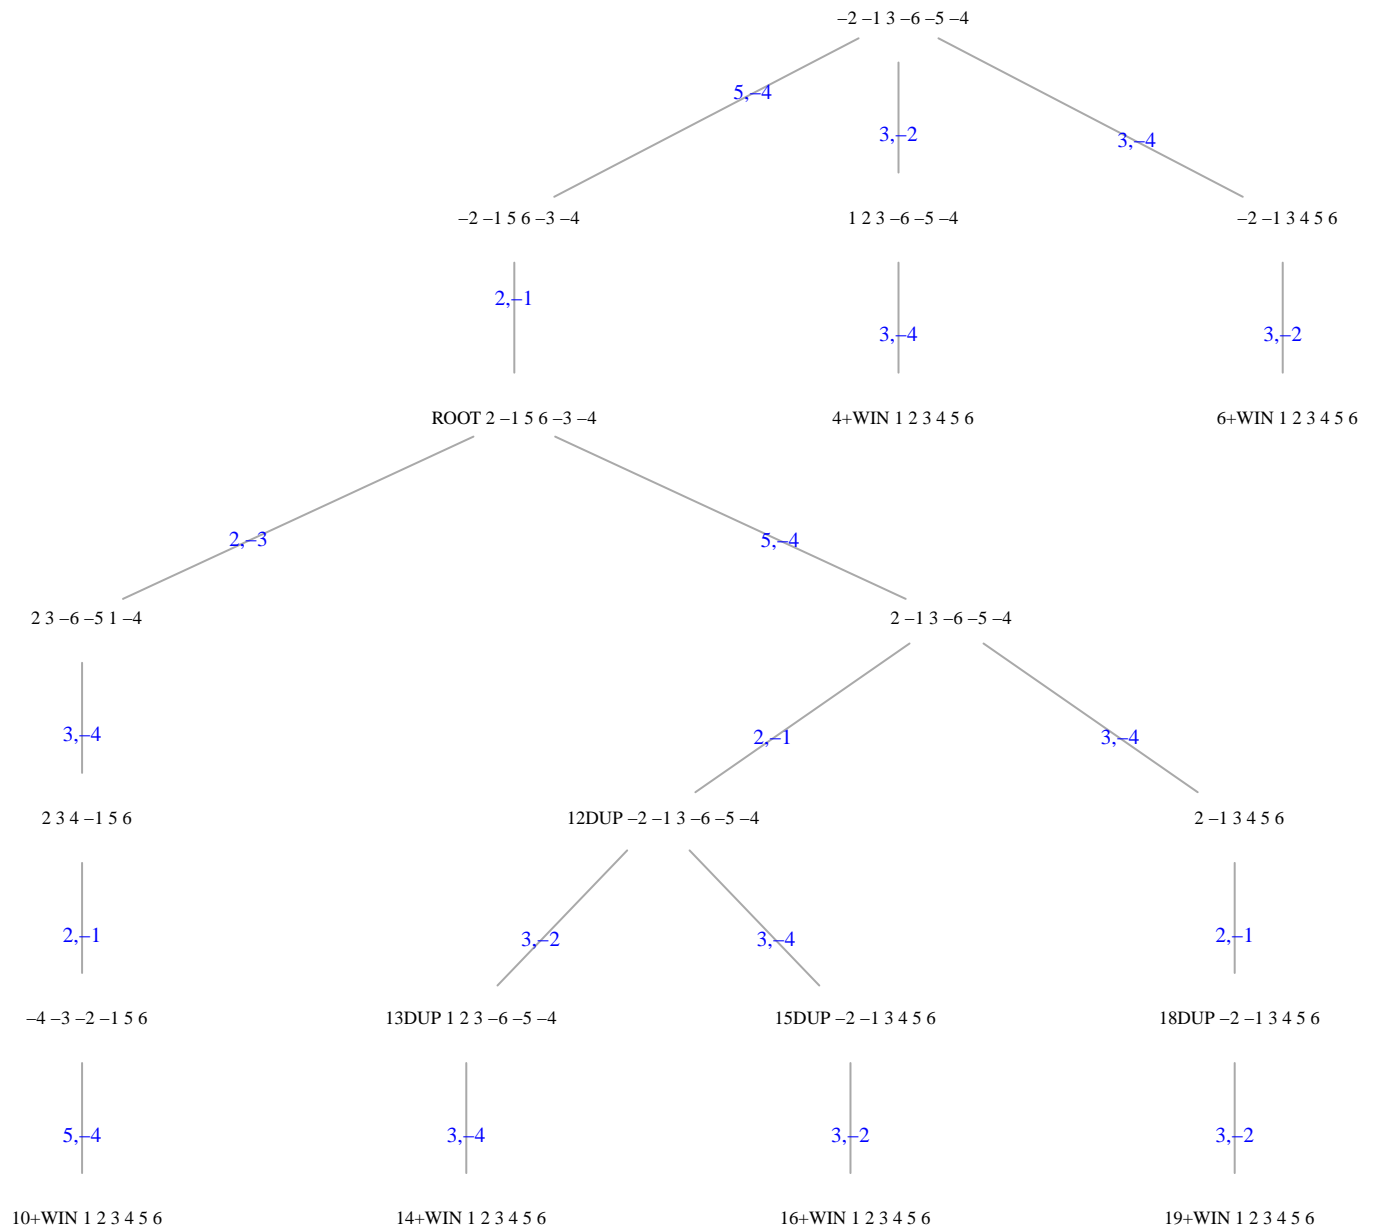 –2 –1 3 –6 –5 –4
5,–4
3,–2
3,–4
–2 –1 5 6 –3 –4
1 2 3 –6 –5 –4
–2 –1 3 4 5 6
2,–1
3,–4
3,–2
ROOT 2 –1 5 6 –3 –4
4+WIN 1 2 3 4 5 6
6+WIN 1 2 3 4 5 6
2,–3
5,–4
2 3 –6 –5 1 –4
2 –1 3 –6 –5 –4
3,–4
2,–1
3,–4
2 3 4 –1 5 6
12DUP –2 –1 3 –6 –5 –4
2 –1 3 4 5 6
2,–1
3,–2
3,–4
2,–1
–4 –3 –2 –1 5 6
13DUP 1 2 3 –6 –5 –4
15DUP –2 –1 3 4 5 6
18DUP –2 –1 3 4 5 6
5,–4
3,–4
3,–2
3,–2
10+WIN 1 2 3 4 5 6
14+WIN 1 2 3 4 5 6
16+WIN 1 2 3 4 5 6
19+WIN 1 2 3 4 5 6